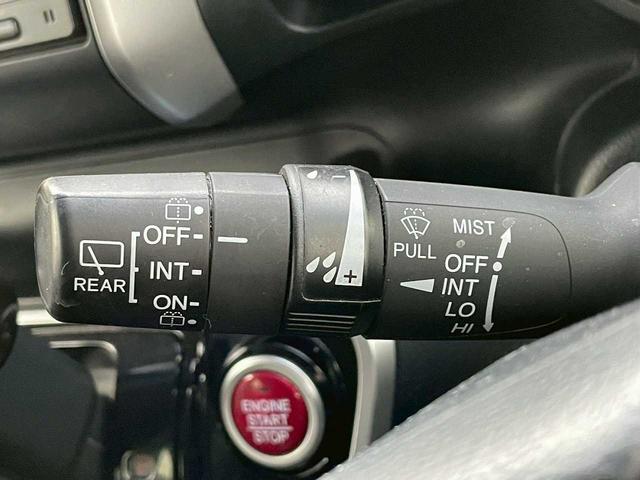 REAR
OFF
INT
ON
-
+
PULL
MIST
OFF
INT
LO
HI
ENGINE
START
STOP